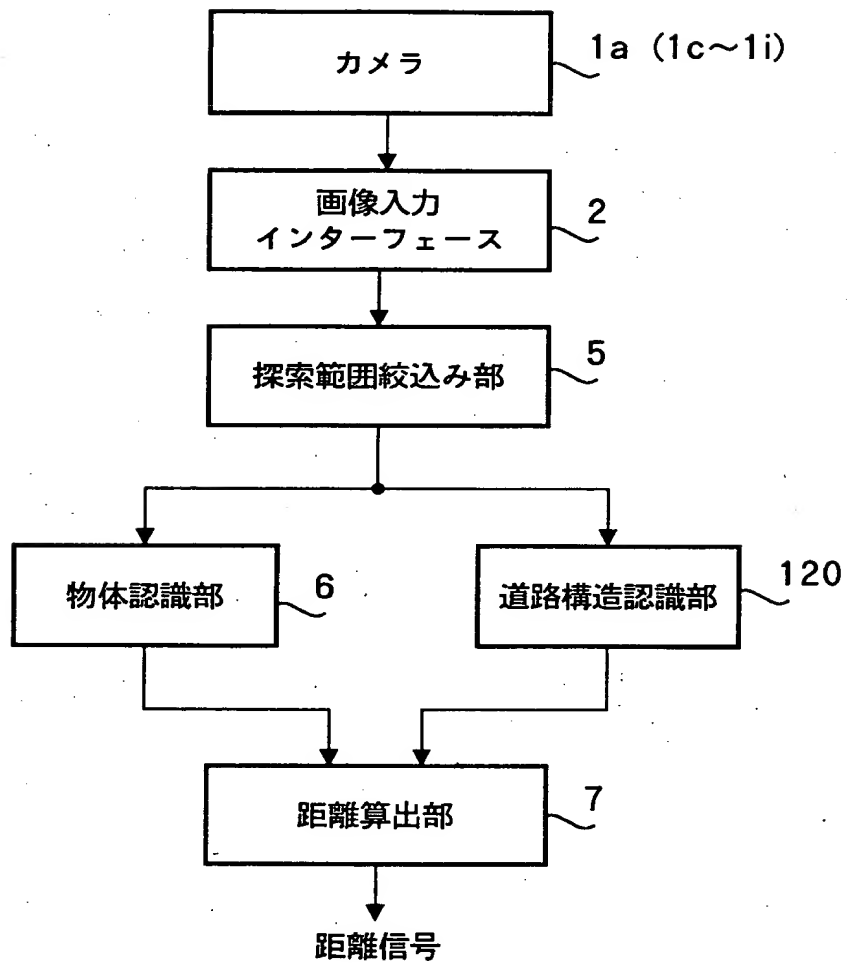 カメラ
1a (1c～1i)
画像入力
インターフェース
2
探索範囲絞込み部
5
物体認識部
6
道路構造認識部
120
距離算出部
7
距離信号